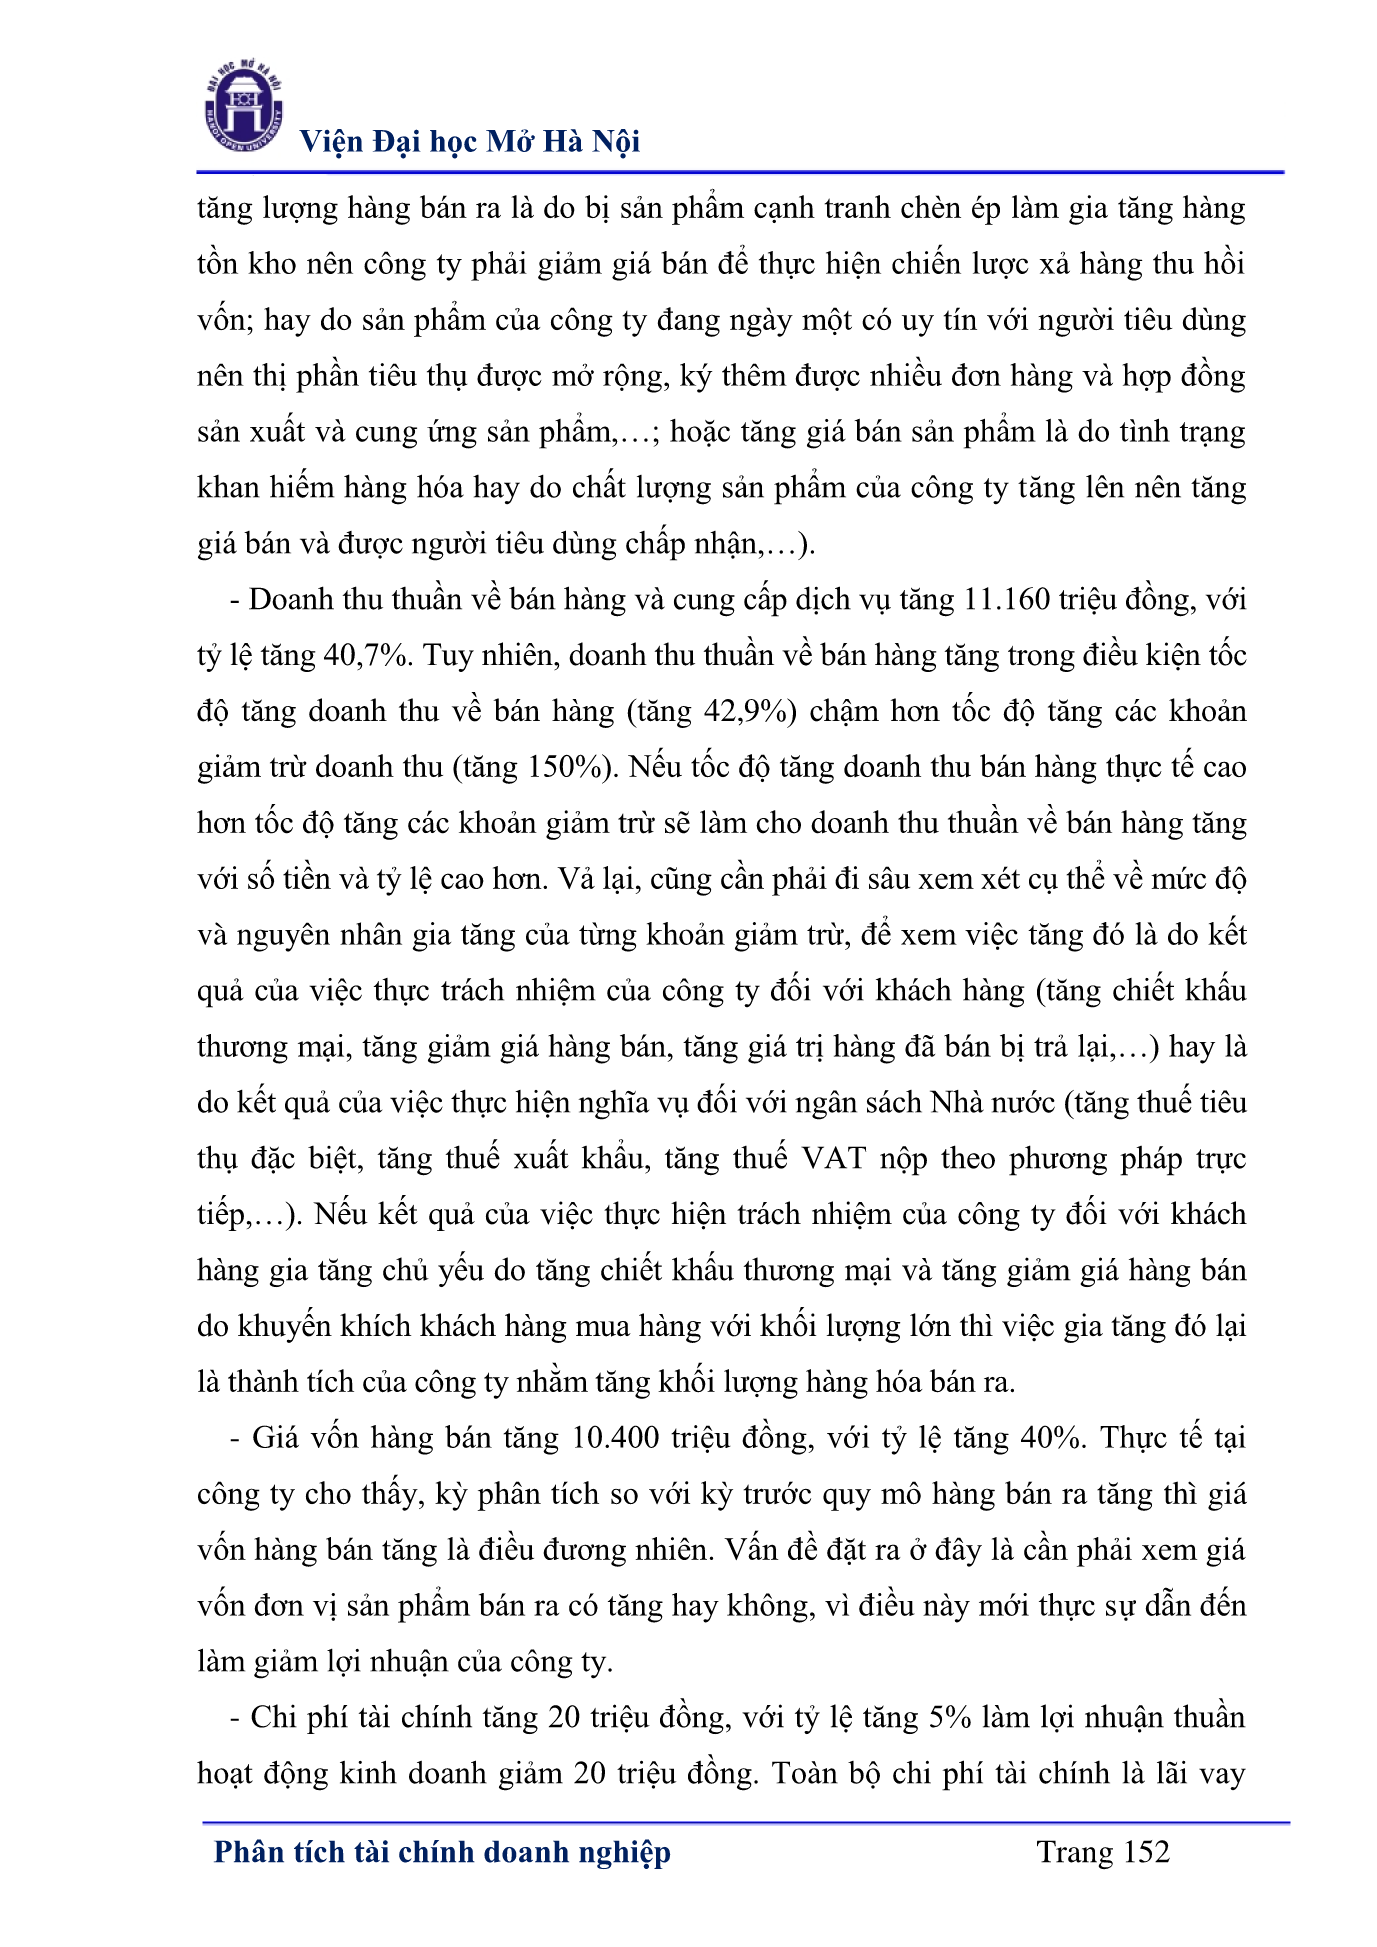 ĐẠI HỌC MỞ HÀ NỘI
HANOI OPEN UNIVERSITY
Viện Đại học Mở Hà Nội
tăng lượng hàng bán ra là do bị sản phẩm cạnh tranh chèn ép làm gia tăng hàng
tồn kho nên công ty phải giảm giá bán để thực hiện chiến lược xả hàng thu hồi
vốn; hay do sản phẩm của công ty đang ngày một có uy tín với người tiêu dùng
nên thị phần tiêu thụ được mở rộng, ký thêm được nhiều đơn hàng và hợp đồng
sản xuất và cung ứng sản phẩm,…; hoặc tăng giá bán sản phẩm là do tình trạng
khan hiếm hàng hóa hay do chất lượng sản phẩm của công ty tăng lên nên tăng
giá bán và được người tiêu dùng chấp nhận,…).
- Doanh thu thuần về bán hàng và cung cấp dịch vụ tăng 11.160 triệu đồng, với
tỷ lệ tăng 40,7%. Tuy nhiên, doanh thu thuần về bán hàng tăng trong điều kiện tốc
độ tăng doanh thu về bán hàng (tăng 42,9%) chậm hơn tốc độ tăng các khoản
giảm trừ doanh thu (tăng 150%). Nếu tốc độ tăng doanh thu bán hàng thực tế cao
hơn tốc độ tăng các khoản giảm trừ sẽ làm cho doanh thu thuần về bán hàng tăng
với số tiền và tỷ lệ cao hơn. Vả lại, cũng cần phải đi sâu xem xét cụ thể về mức độ
và nguyên nhân gia tăng của từng khoản giảm trừ, để xem việc tăng đó là do kết
quả của việc thực trách nhiệm của công ty đối với khách hàng (tăng chiết khấu
thương mại, tăng giảm giá hàng bán, tăng giá trị hàng đã bán bị trả lại,…) hay là
do kết quả của việc thực hiện nghĩa vụ đối với ngân sách Nhà nước (tăng thuế tiêu
thụ đặc biệt, tăng thuế xuất khẩu, tăng thuế VAT nộp theo phương pháp trực
tiếp,…). Nếu kết quả của việc thực hiện trách nhiệm của công ty đối với khách
hàng gia tăng chủ yếu do tăng chiết khấu thương mại và tăng giảm giá hàng bán
do khuyến khích khách hàng mua hàng với khối lượng lớn thì việc gia tăng đó lại
là thành tích của công ty nhằm tăng khối lượng hàng hóa bán ra.
- Giá vốn hàng bán tăng 10.400 triệu đồng, với tỷ lệ tăng 40%. Thực tế tại
công ty cho thấy, kỳ phân tích so với kỳ trước quy mô hàng bán ra tăng thì giá
vốn hàng bán tăng là điều đương nhiên. Vấn đề đặt ra ở đây là cần phải xem giá
vốn đơn vị sản phẩm bán ra có tăng hay không, vì điều này mới thực sự dẫn đến
làm giảm lợi nhuận của công ty.
- Chi phí tài chính tăng 20 triệu đồng, với tỷ lệ tăng 5% làm lợi nhuận thuần
hoạt động kinh doanh giảm 20 triệu đồng. Toàn bộ chi phí tài chính là lãi vay
Phân tích tài chính doanh nghiệp Trang 152